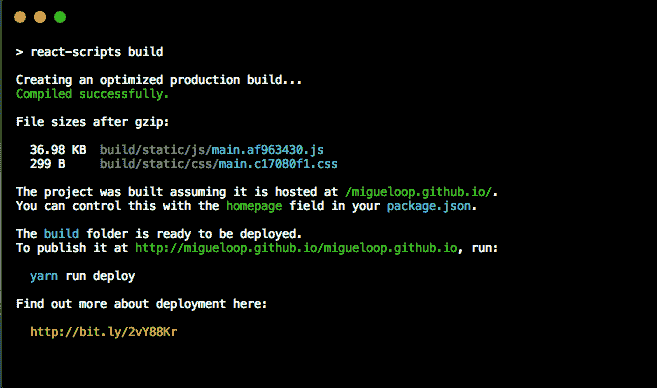 > react-scripts build
Creating an optimized production build...
Compiled successfully.
File sizes after gzip:
36.98 KB build/static/js/main.af963430.js
299 B build/static/css/main.c17080f1.css
The project was built assuming it is hosted at /migueloop.github.io/.
You can control this with the homepage field in your package.json.
The build folder is ready to be deployed.
To publish it at http://migueloop.github.io/migueloop.github.io, run:
yarn run deploy
Find out more about deployment here:
http://bit.ly/2vY88Kr